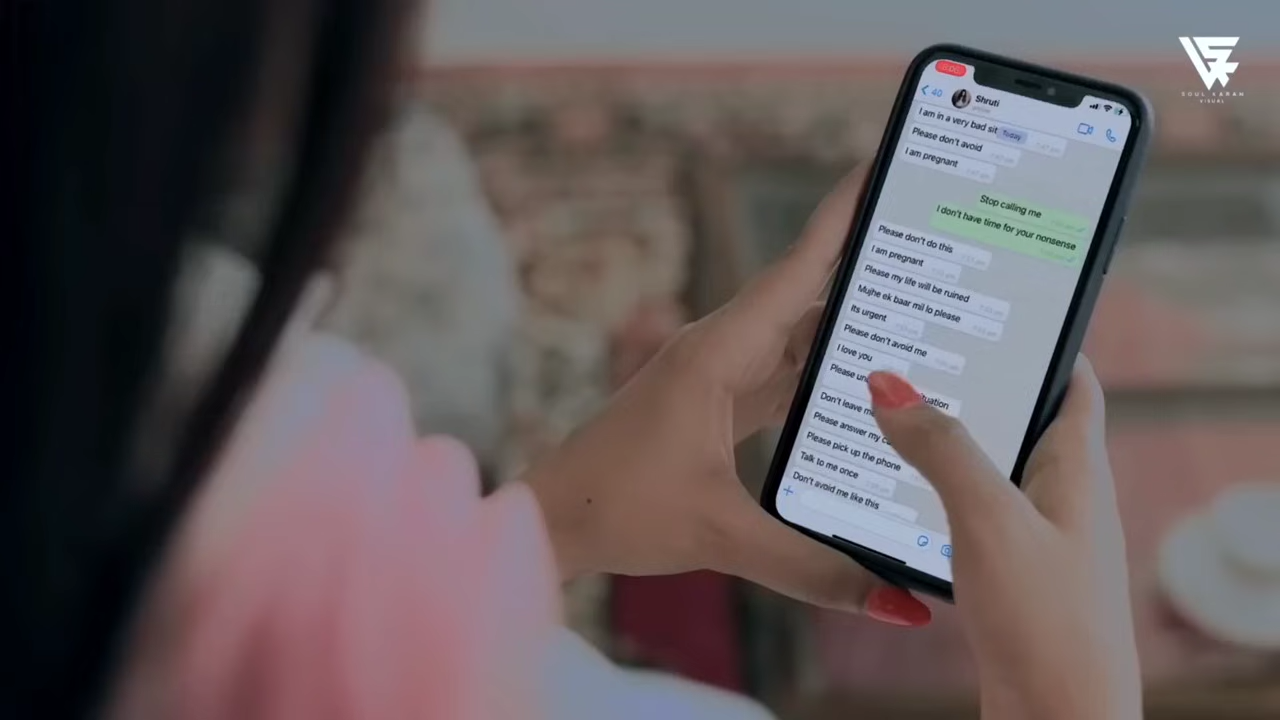 SOUL KARAN
VISUAL
40
Shruti
I am in a very bad sit
Today
Please don't avoid
I am pregnant
Stop calling me
I don't have time for your nonsense
Please don't do this
I am pregnant
Please my life will be ruined
Mujhe ek baar mil lo please
Its urgent
Please don't avoid me
I love you
Please
Don't leave
Please answer my
Please pick up the phone
Talk to me once
Don't avoid me like this